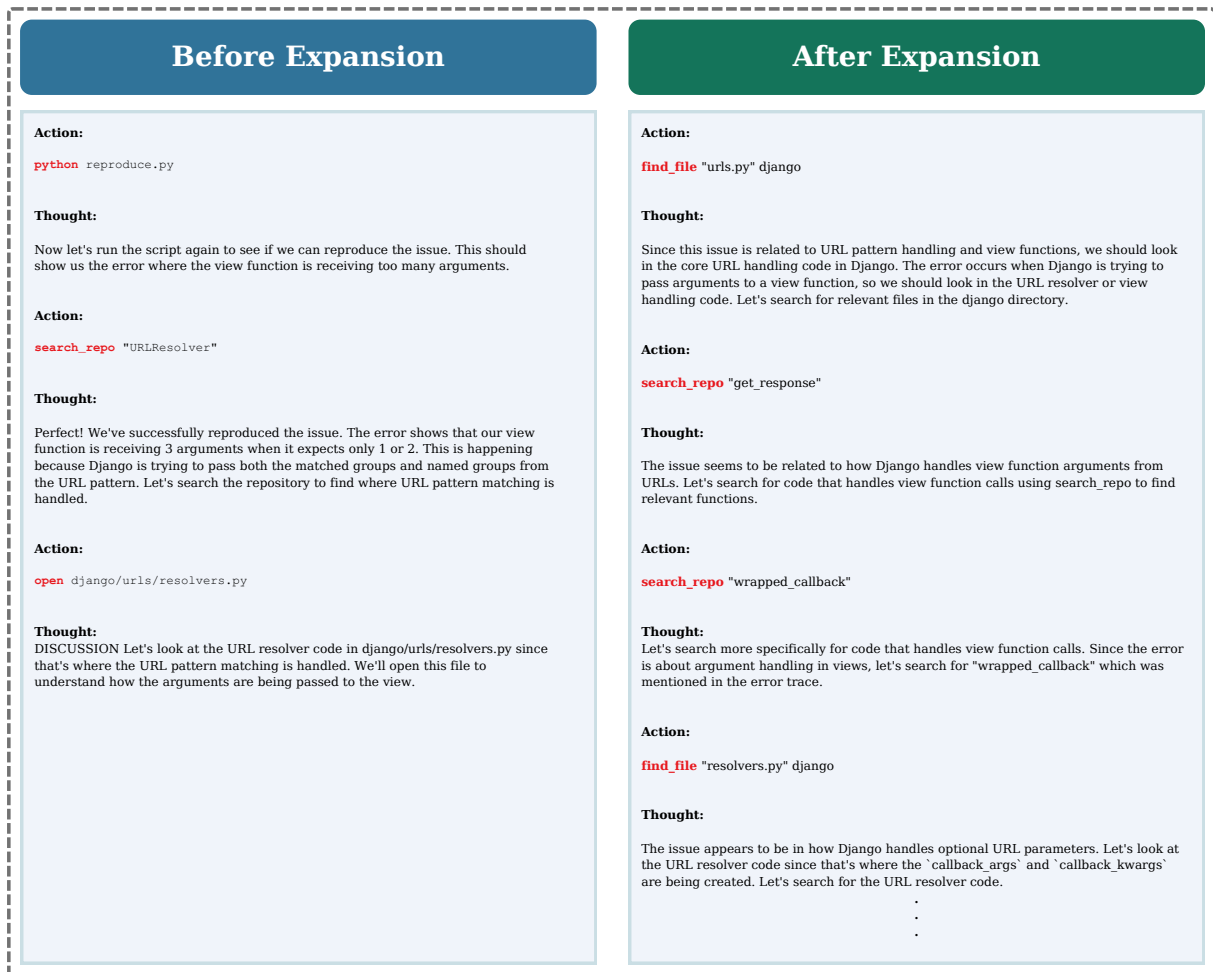 Before Expansion
Action:
python reproduce.py
Thought:
Now let's run the script again to see if we can reproduce the issue. This should
show us the error where the view function is receiving too many arguments.
Action:
search_repo "URLResolver"
Thought:
Perfect! We've successfully reproduced the issue. The error shows that our view
function is receiving 3 arguments when it expects only 1 or 2. This is happening
because Django is trying to pass both the matched groups and named groups from
the URL pattern. Let's search the repository to find where URL pattern matching is
handled.
Action:
open django/urls/resolvers.py
Thought:
DISCUSSION Let's look at the URL resolver code in django/urls/resolvers.py since
that's where the URL pattern matching is handled. We'll open this file to
understand how the arguments are being passed to the view.
After Expansion
Action:
find_file "urls.py" django
Thought:
Since this issue is related to URL pattern handling and view functions, we should look
in the core URL handling code in Django. The error occurs when Django is trying to
pass arguments to a view function, so we should look in the URL resolver or view
handling code. Let's search for relevant files in the django directory.
Action:
search_repo "get_response"
Thought:
The issue seems to be related to how Django handles view function arguments from
URLs. Let's search for code that handles view function calls using search_repo to find
relevant functions.
Action:
search_repo "wrapped_callback"
Thought:
Let's search more specifically for code that handles view function calls. Since the error
is about argument handling in views, let's search for "wrapped_callback" which was
mentioned in the error trace.
Action:
find_file "resolvers.py" django
Thought:
The issue appears to be in how Django handles optional URL parameters. Let's look at
the URL resolver code since that's where the `callback_args` and `callback_kwargs`
are being created. Let's search for the URL resolver code.
.
.
.